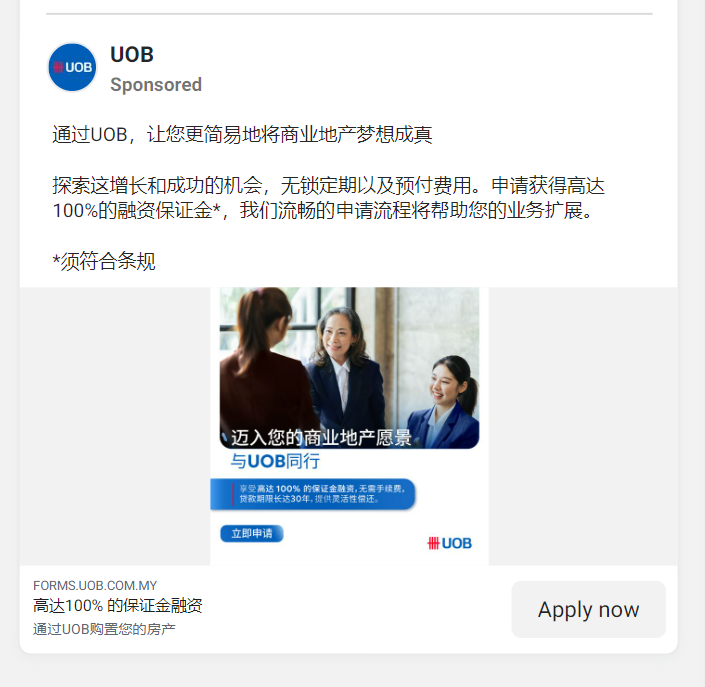 UOB
UOB
Sponsored
通过UOB，让您更简易地将商业地产梦想成真
探索这增长和成功的机会，无锁定期以及预付费用。申请获得高达
100%的融资保证金*，我们流畅的申请流程将帮助您的业务扩展。
*须符合条规
迈入您的商业地产愿景
与UOB同行
享受高达 100% 的保证金融资，无需手续费，
贷款期限长达30年，提供灵活性偿还。
立即申请
UOB
FORMS.UOB.COM.MY
高达100% 的保证金融资
通过UOB购置您的房产
Apply now